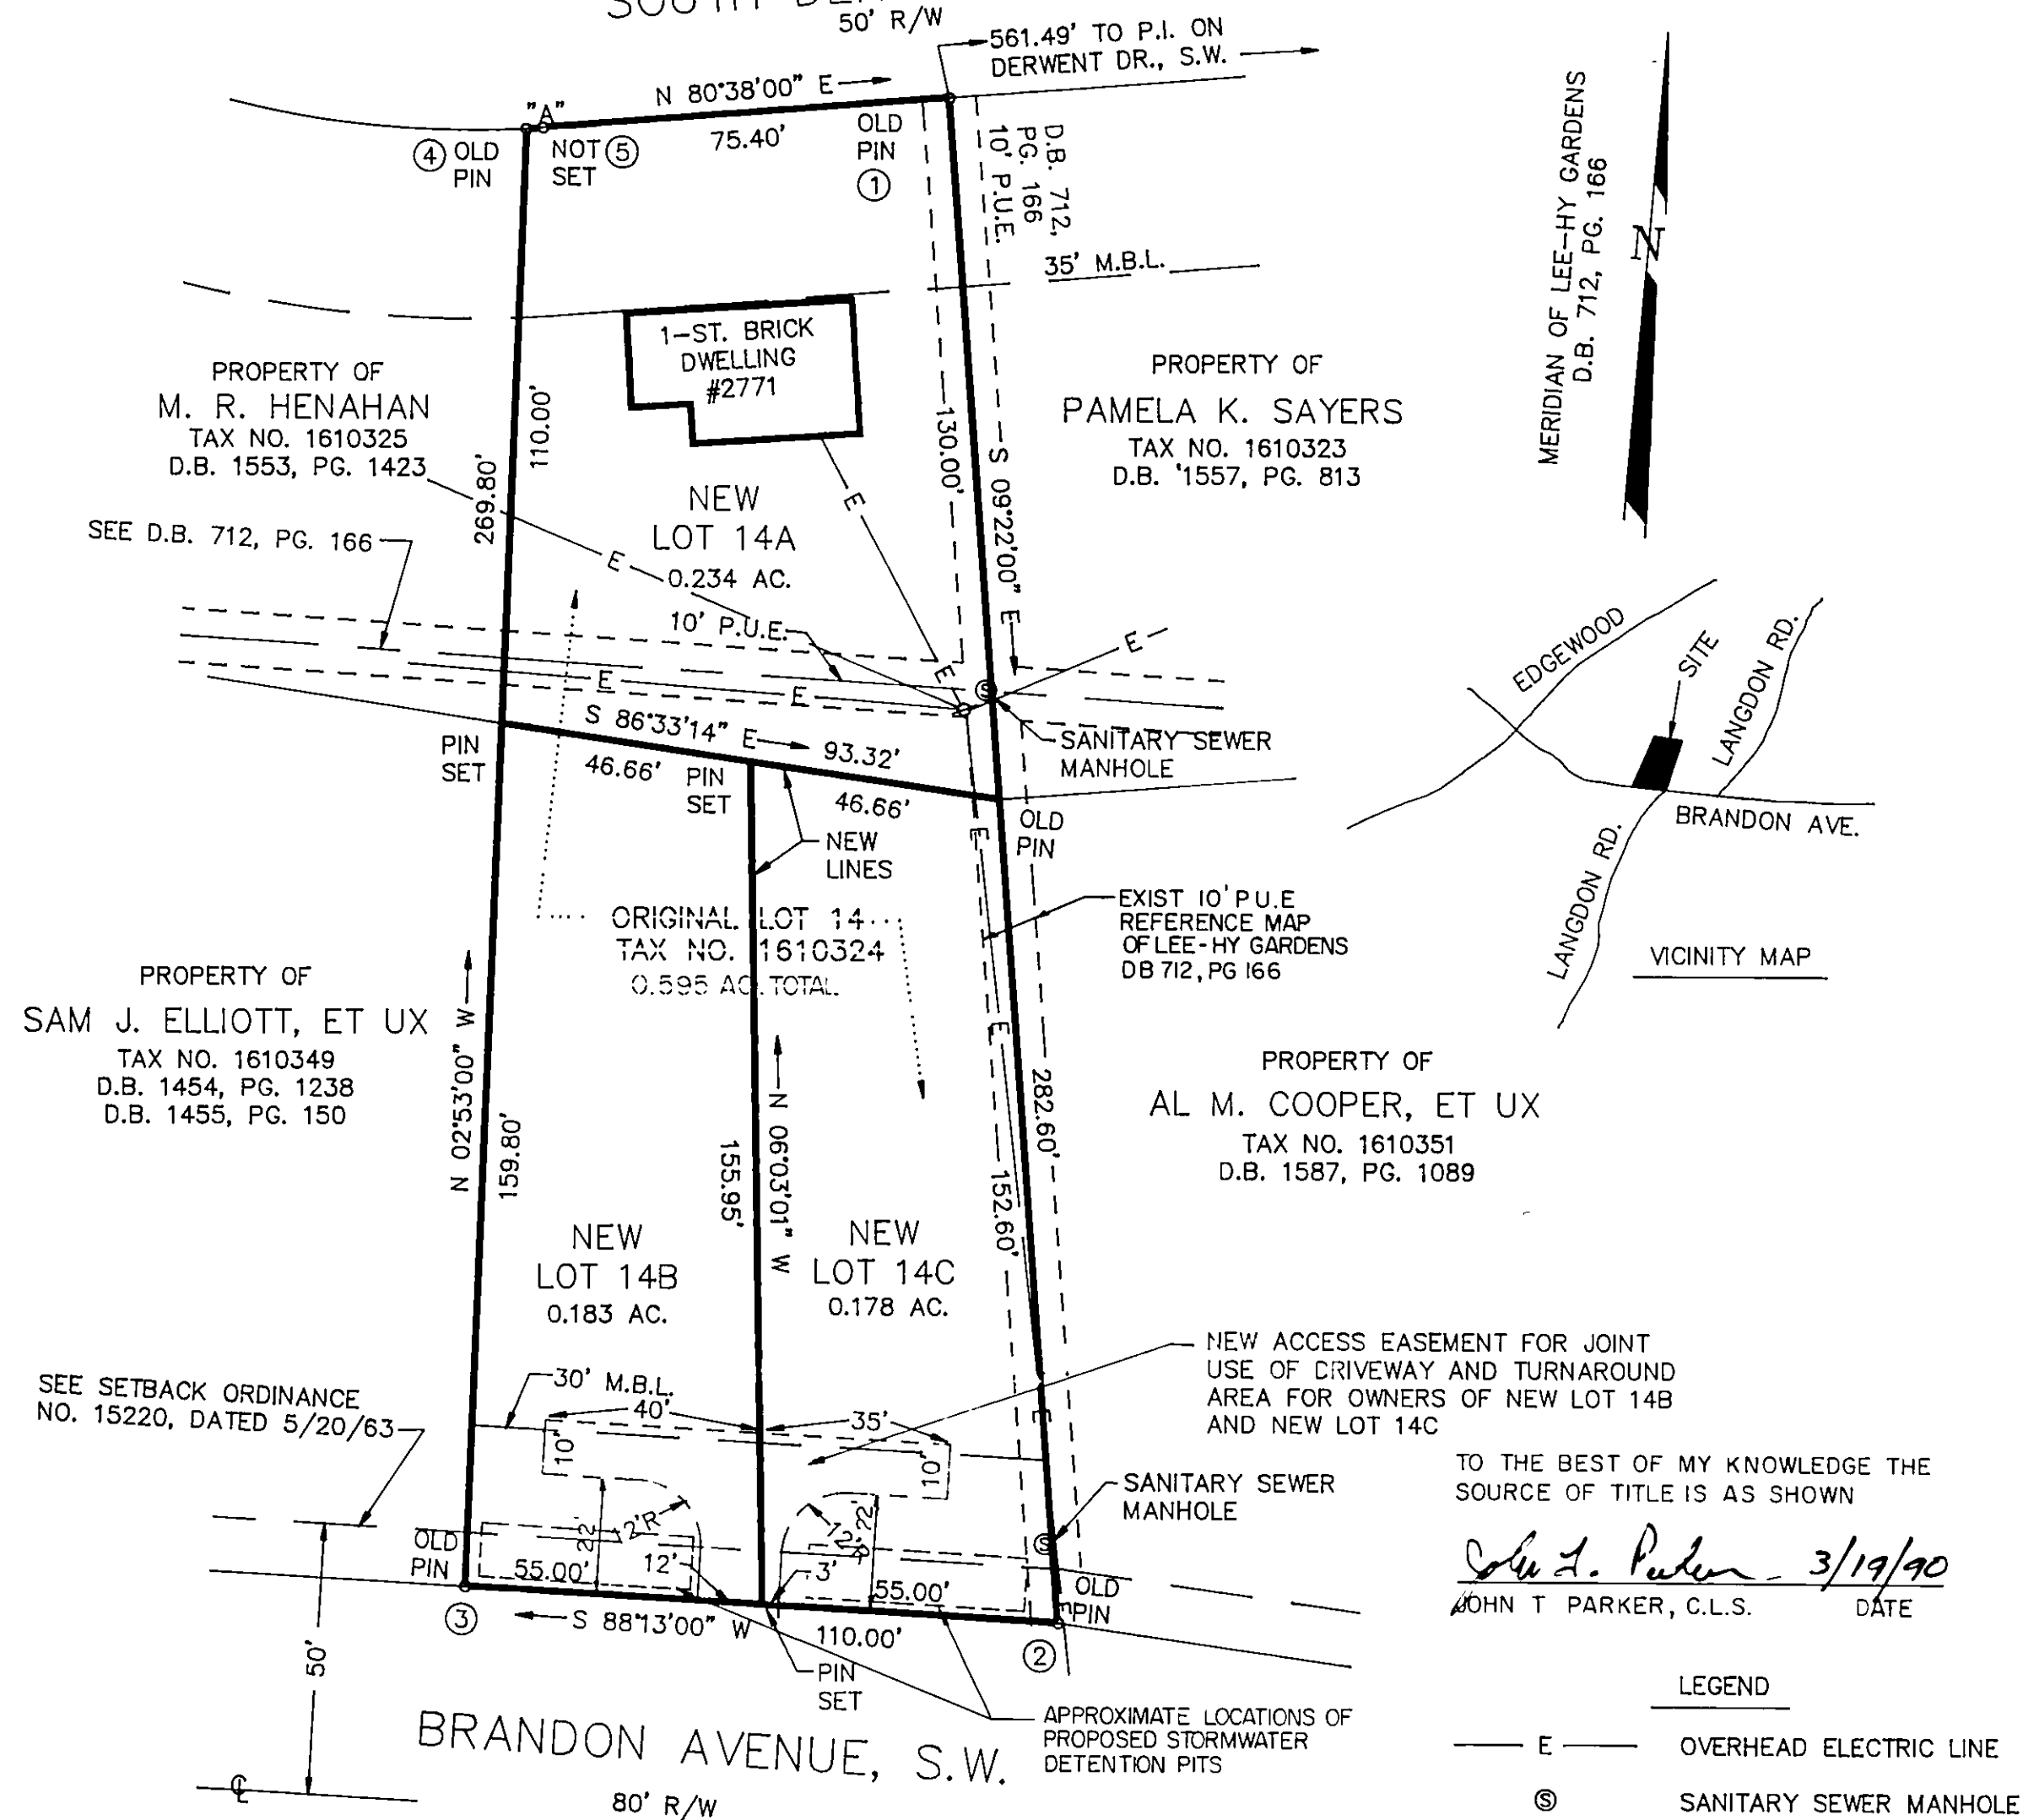 50' R/W
561.49' TO P.I. ON
DERWENT DR., S.W.
N 80°38'00" E
75.40'
"A"
④ OLD
PIN
NOT ⑤
SET
OLD
PIN
①
D.B. 712,
PG. 166
10' P.U.E.
35' M.B.L.
MERIDIAN OF LEE-HY GARDENS
D.B. 712, PG. 166
N
1-ST. BRICK
DWELLING
#2771
PROPERTY OF
M. R. HENAHAN
TAX NO. 1610325
D.B. 1553, PG. 1423
PROPERTY OF
PAMELA K. SAYERS
TAX NO. 1610323
D.B. '1557, PG. 813
269.80'
110.00'
130.00'
S 09°22'00" E
NEW
LOT 14A
0.234 AC.
SEE D.B. 712, PG. 166
E
E
E
E
E
E
10' P.U.E.
S 86°33'14" E
93.32'
46.66'
46.66'
PIN
SET
PIN
SET
SANITARY SEWER
MANHOLE
OLD
PIN
NEW
LINES
E
EDGEWOOD
SITE
LANGDON RD.
BRANDON AVE.
LANGDON RD.
VICINITY MAP
ORIGINAL LOT 14
TAX NO. 1610324
0.595 AC. TOTAL
EXIST 10' P.U.E
REFERENCE MAP
OF LEE-HY GARDENS
DB 712, PG 166
E
PROPERTY OF
SAM J. ELLIOTT, ET UX
TAX NO. 1610349
D.B. 1454, PG. 1238
D.B. 1455, PG. 150
PROPERTY OF
AL M. COOPER, ET UX
TAX NO. 1610351
D.B. 1587, PG. 1089
N 02°53'00" W
159.80'
155.95'
N 06°03'01" W
152.60'
282.60'
NEW
LOT 14B
0.183 AC.
NEW
LOT 14C
0.178 AC.
NEW ACCESS EASEMENT FOR JOINT
USE OF DRIVEWAY AND TURNAROUND
AREA FOR OWNERS OF NEW LOT 14B
AND NEW LOT 14C
SEE SETBACK ORDINANCE
NO. 15220, DATED 5/20/63
30' M.B.L.
40'
35'
10'
10'
22'
12'R
22'
12'
3'
SANITARY SEWER
MANHOLE
TO THE BEST OF MY KNOWLEDGE THE
SOURCE OF TITLE IS AS SHOWN
John T. Parker 3/19/90
JOHN T PARKER, C.L.S. DATE
OLD
PIN
③
55.00'
55.00'
OLD
PIN
②
S 88°13'00" W
110.00'
PIN
SET
50'
APPROXIMATE LOCATIONS OF
PROPOSED STORMWATER
DETENTION PITS
BRANDON AVENUE, S.W.
80' R/W
LEGEND
E OVERHEAD ELECTRIC LINE
Ⓢ SANITARY SEWER MANHOLE